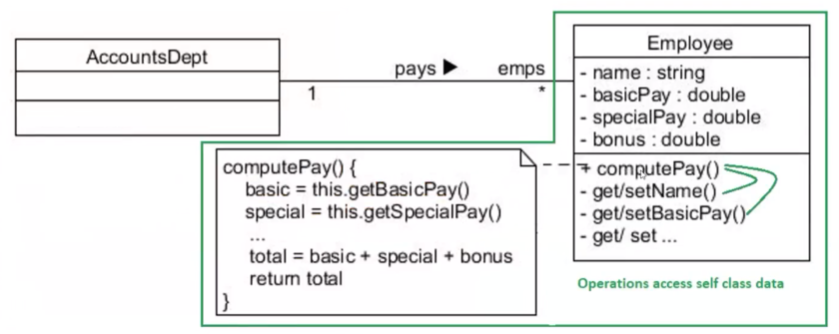 AccountsDept
pays ▶ emps
1 *
Employee
- name : string
- basicPay : double
- specialPay : double
- bonus : double
+ computePay()
- get/setName()
- get/setBasicPay()
- get/ set ...
computePay() {
basic = this.getBasicPay()
special = this.getSpecialPay()
...
total = basic + special + bonus
return total
}
Operations access self class data